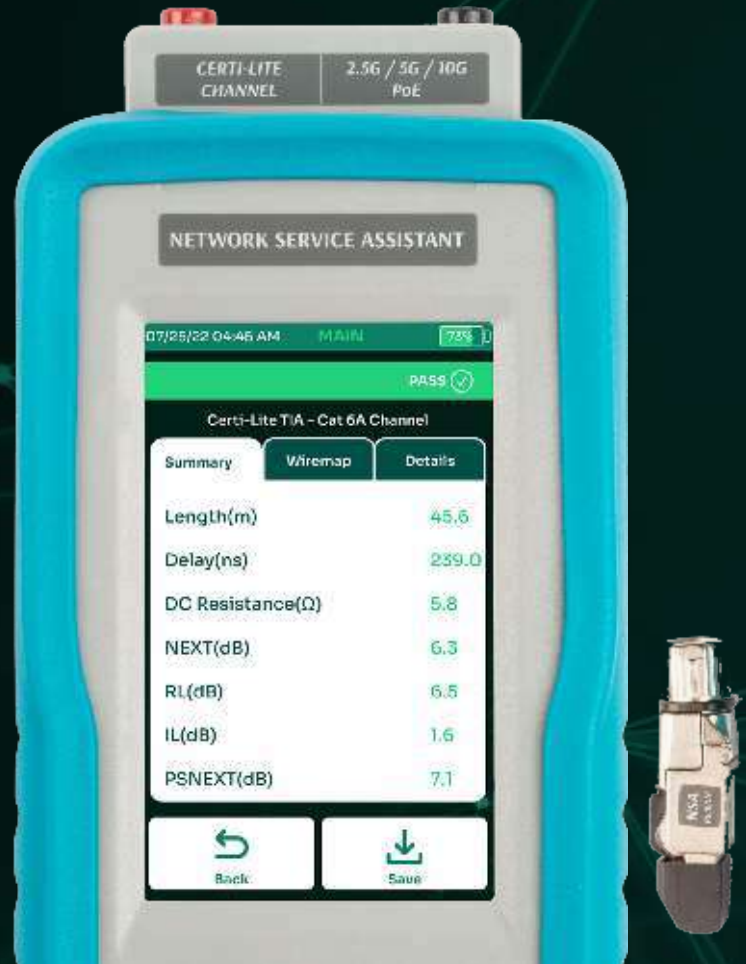 CERTI-LITE CHANNEL
2.5G / 5G / 10G PoE
NETWORK SERVICE ASSISTANT
07/25/22 04:46 AM MAIN 73%
PASS
Certi-Lite TIA - Cat 6A Channel
Summary Wiremap Details
Length(m) 45.6
Delay(ns) 239.0
DC Resistance(Ω) 5.8
NEXT(dB) 6.3
RL(dB) 6.5
IL(dB) 1.6
PSNEXT(dB) 7.1
Back Save
NSA